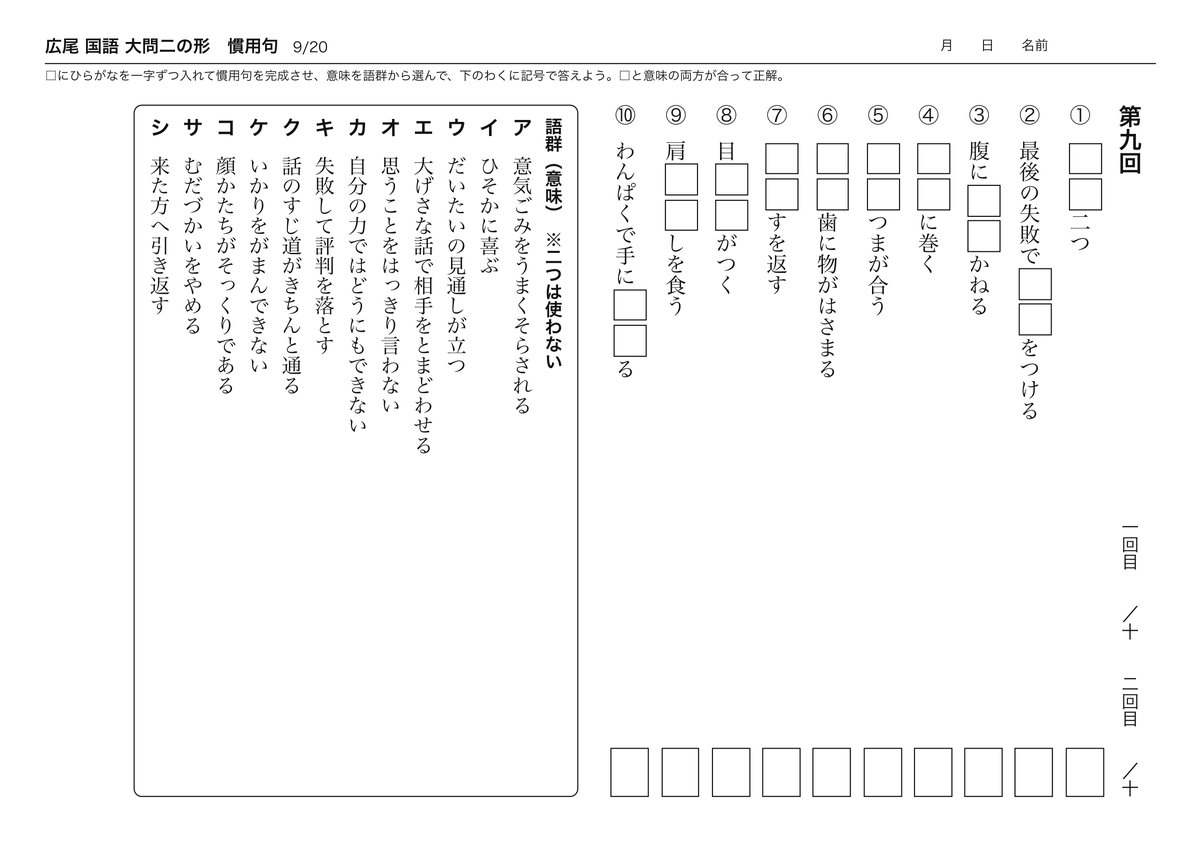 広尾 国語 大問二の形　慣用句　9/20
月　日　名前
□にひらがなを一字ずつ入れて慣用句を完成させ、意味を語群から選んで、下のわくに記号で答えよう。□と意味の両方が合って正解。
第九回　一回目　／十　二回目　／十
① □□二つ
② 最後の失敗で□□をつける
③ 腹に□□かねる
④ □□に巻く
⑤ □□つまが合う
⑥ □□歯に物がはさまる
⑦ □□すを返す
⑧ 目□□がつく
⑨ 肩□□しを食う
⑩ わんぱくで手に□□る
語群（意味）　※二つは使わない
ア　意気ごみをうまくそらされる
イ　ひそかに喜ぶ
ウ　だいたいの見通しが立つ
エ　大げさな話で相手をとまどわせる
オ　思うことをはっきり言わない
カ　自分の力ではどうにもできない
キ　失敗して評判を落とす
ク　話のすじ道がきちんと通る
ケ　いかりをがまんできない
コ　顔かたちがそっくりである
サ　むだづかいをやめる
シ　来た方へ引き返す